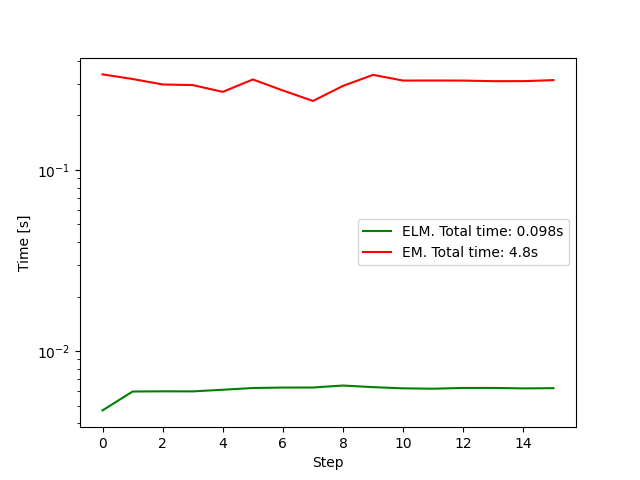 Time [s]
10⁻¹
10⁻²
ELM. Total time: 0.098s
EM. Total time: 4.8s
0 2 4 6 8 10 12 14
Step